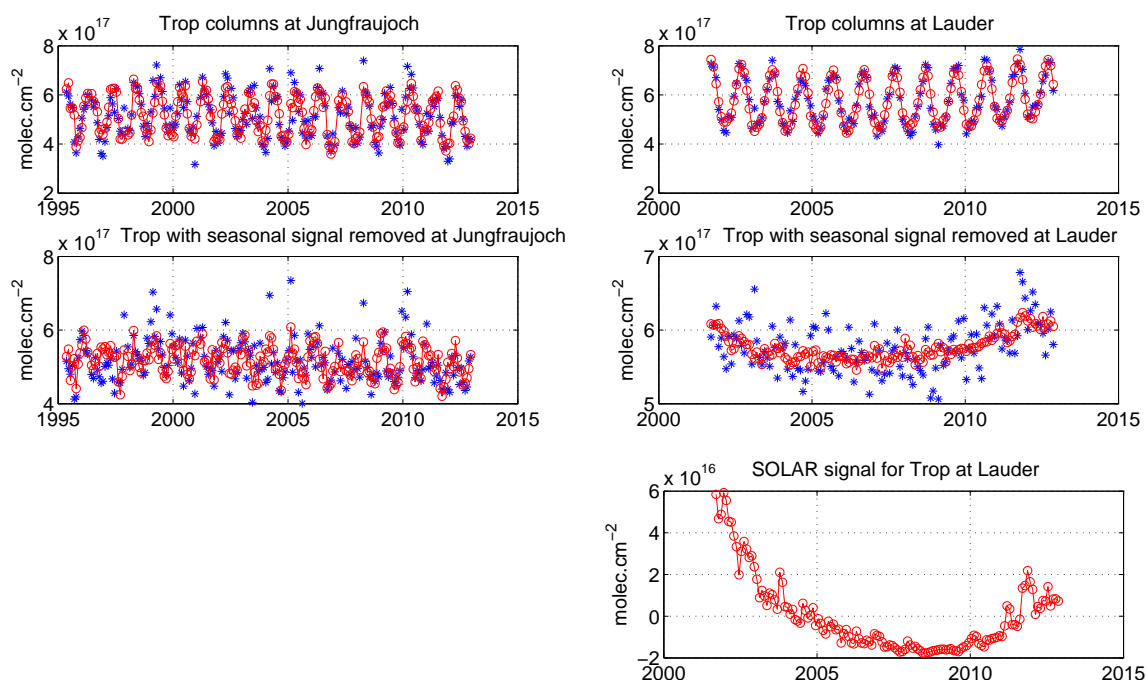 Trop columns at Jungfraujoch
x 10^17
molec.cm−2
8
6
4
2
1995 2000 2005 2010 2015
Trop columns at Lauder
x 10^17
molec.cm−2
8
6
4
2
2000 2005 2010 2015
Trop with seasonal signal removed at Jungfraujoch
x 10^17
molec.cm−2
8
6
4
1995 2000 2005 2010 2015
Trop with seasonal signal removed at Lauder
x 10^17
molec.cm−2
7
6
5
2000 2005 2010 2015
SOLAR signal for Trop at Lauder
x 10^16
molec.cm−2
6
4
2
0
−2
2000 2005 2010 2015